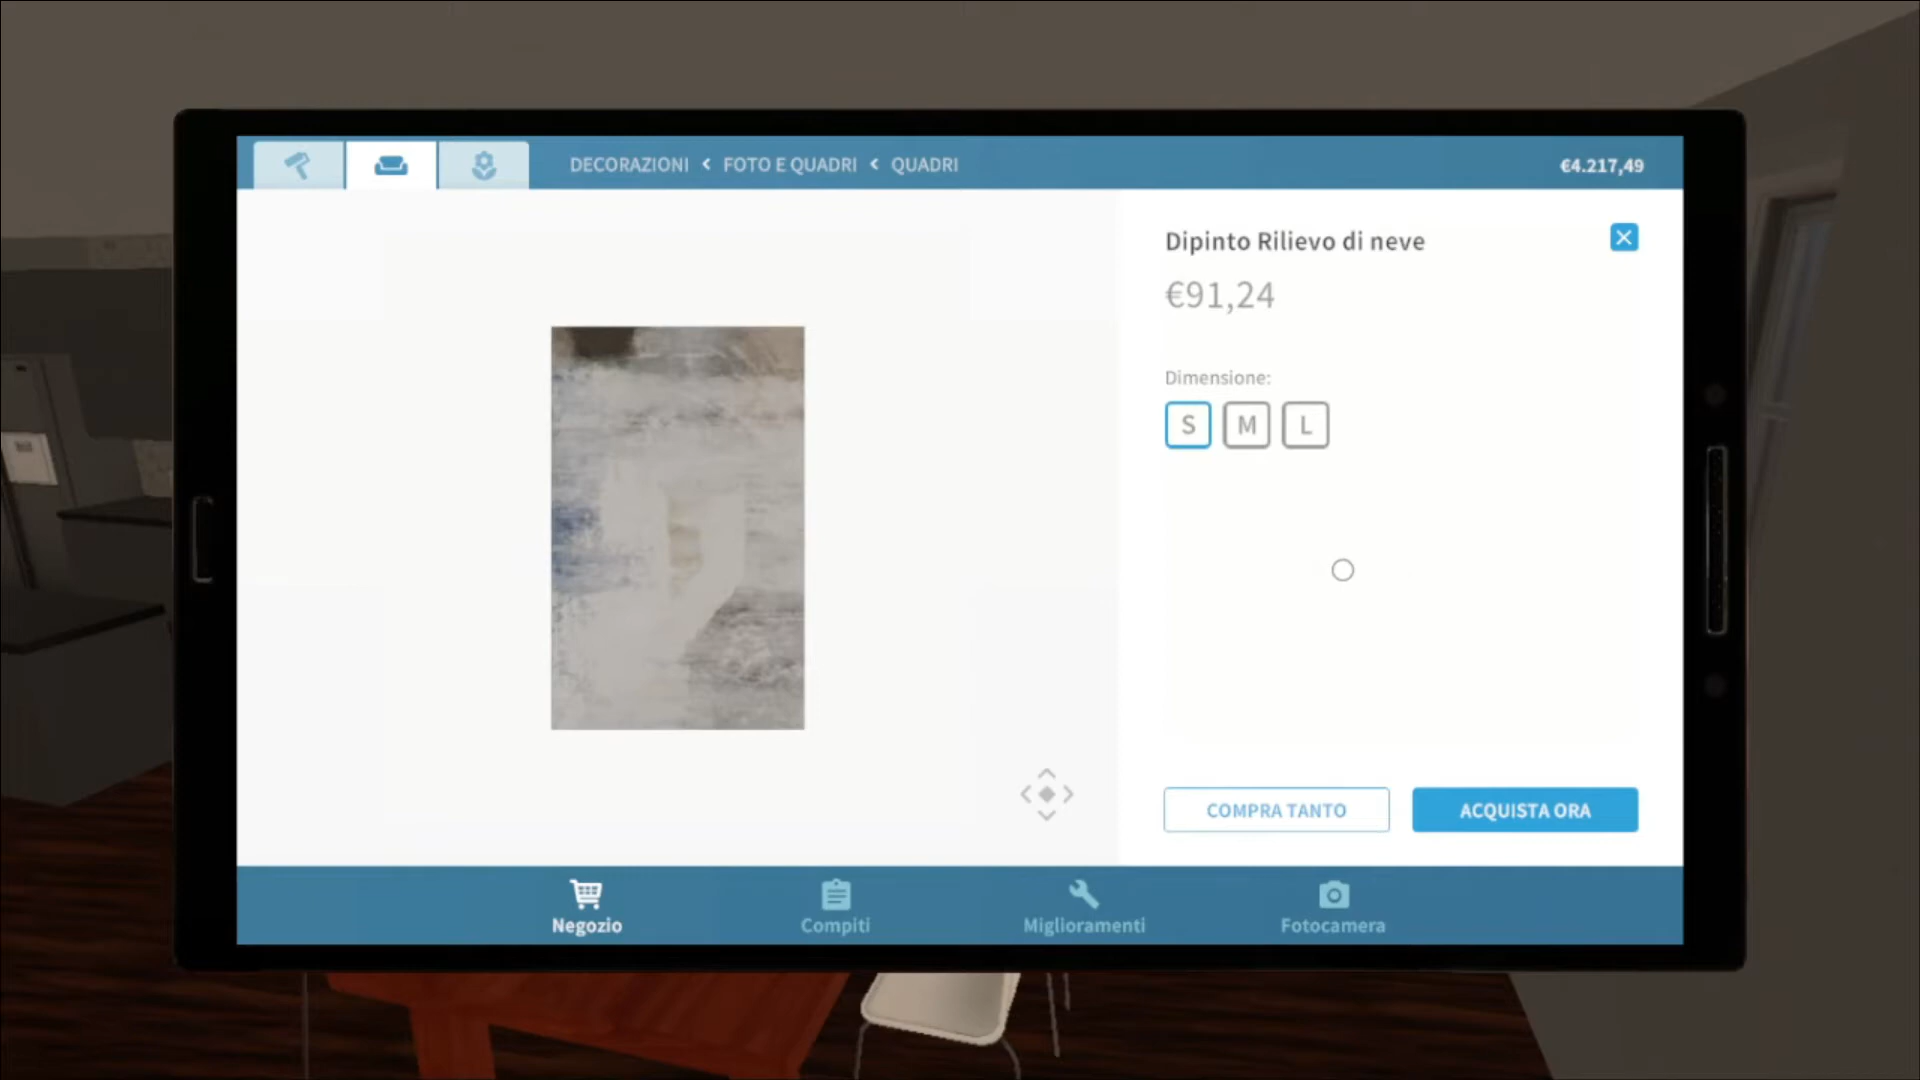 DECORAZIONI < FOTO E QUADRI < QUADRI
€4.217,49
Dipinto Rilievo di neve
€91,24
Dimensione:
S M L
COMPRA TANTO
ACQUISTA ORA
Negozio
Compiti
Miglioramenti
Fotocamera